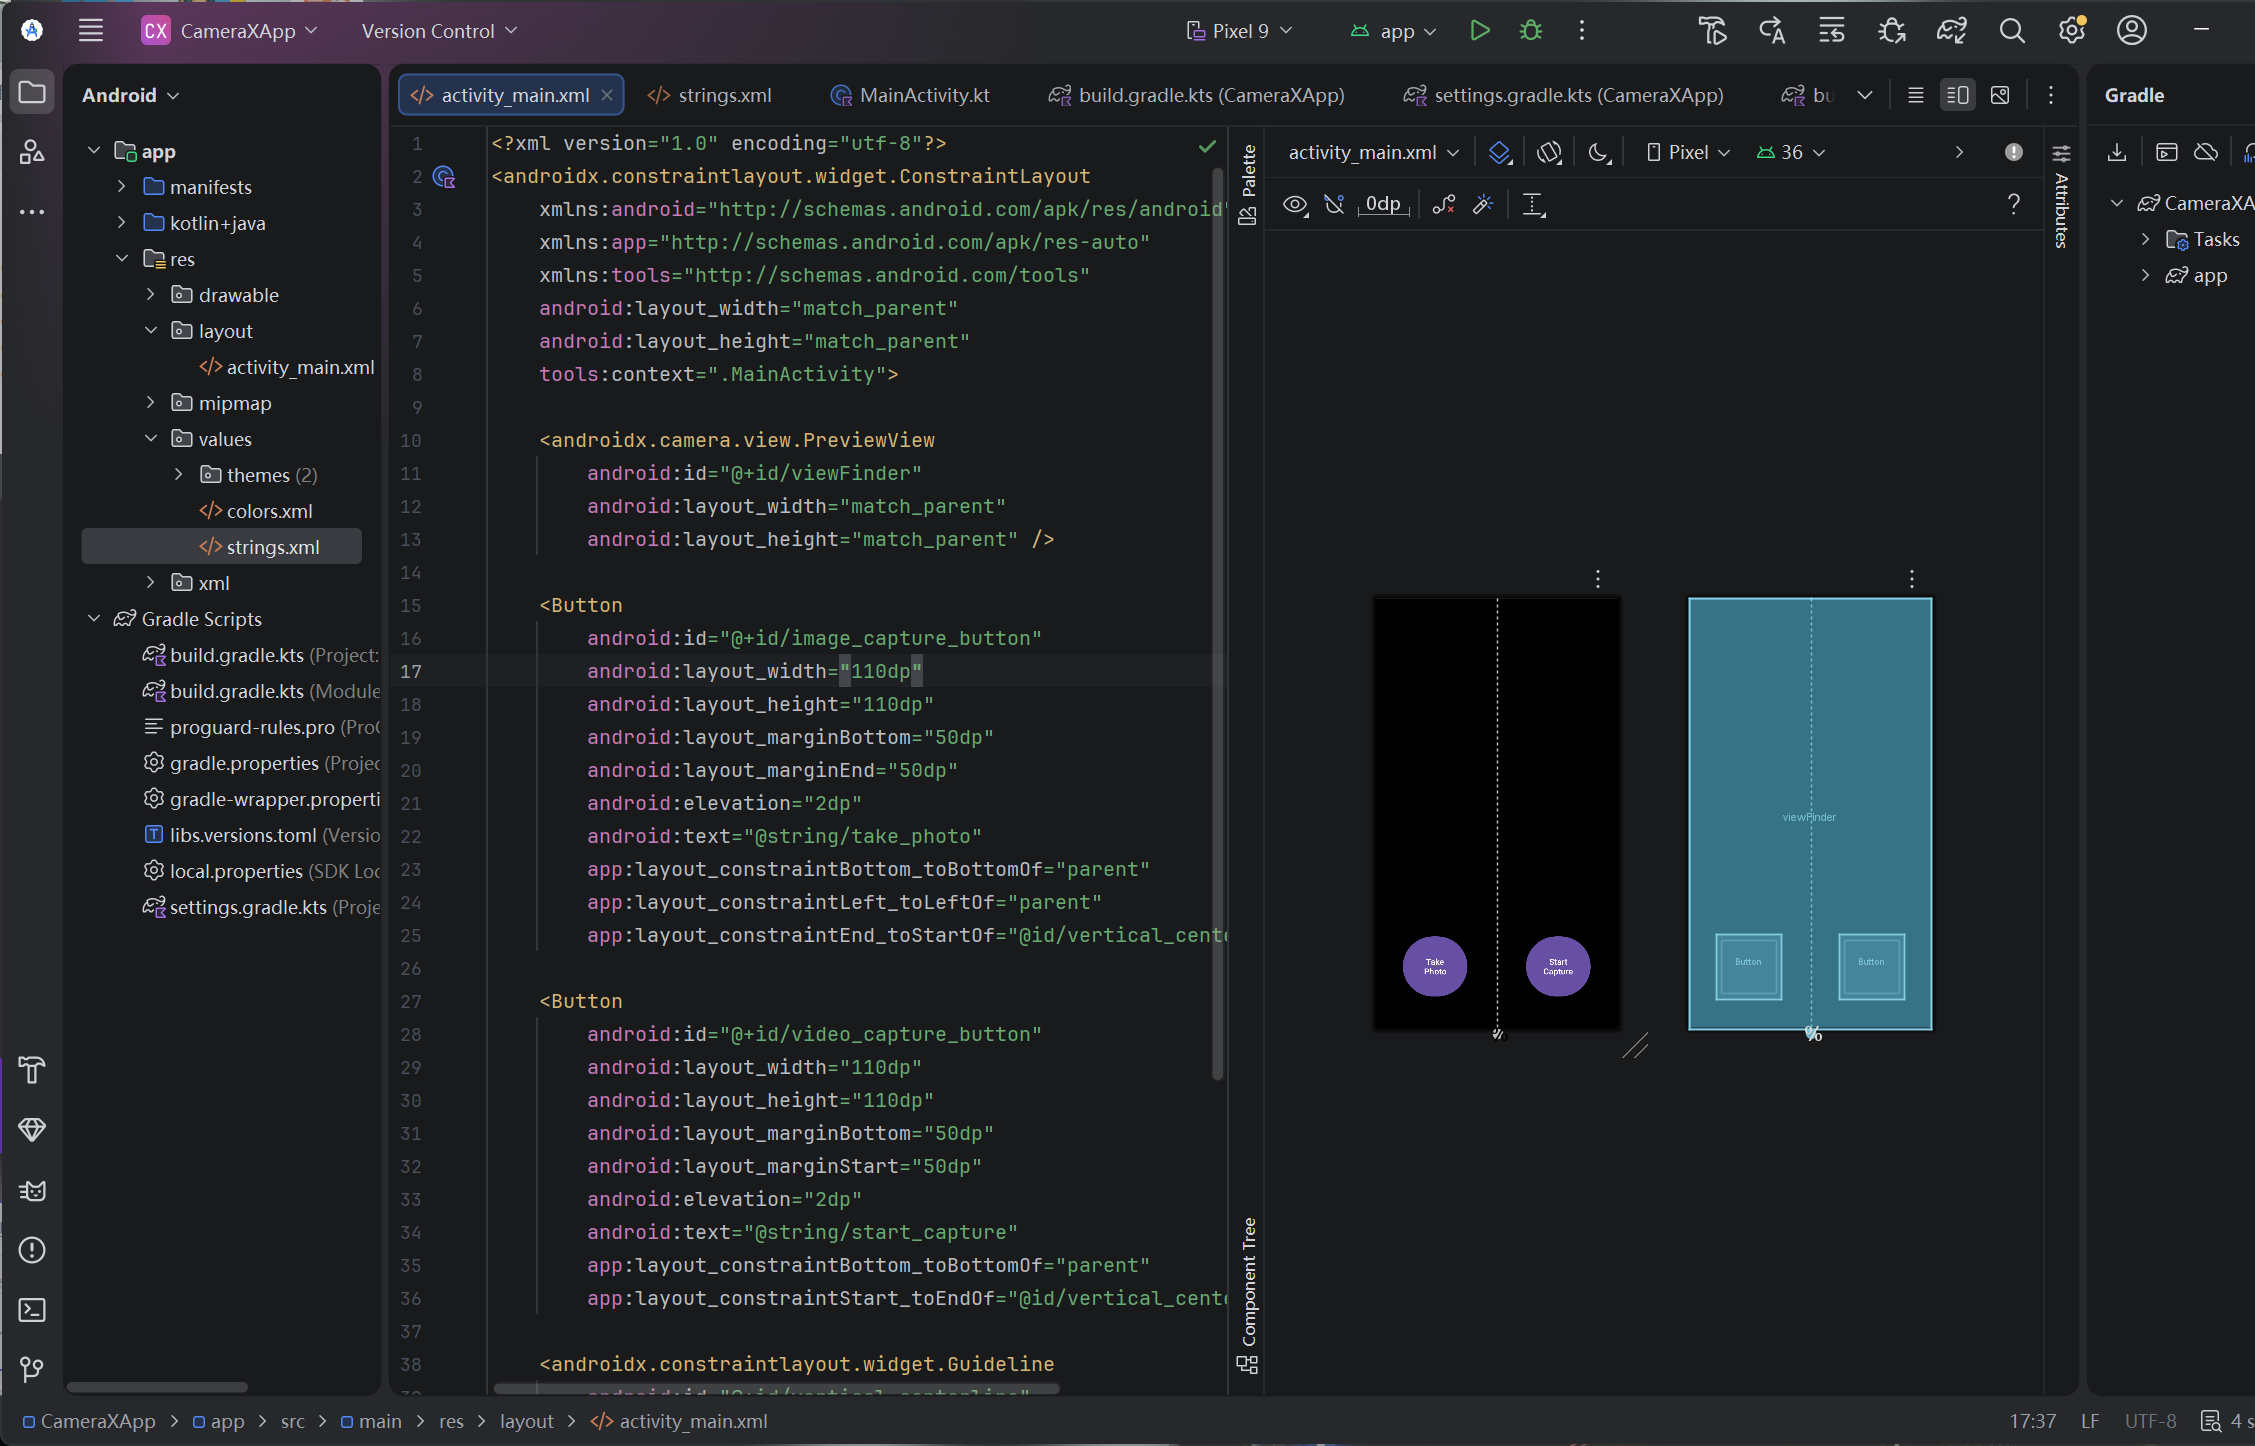 CX CameraXApp Version Control Pixel 9 app
Android
app
manifests
kotlin+java
res
drawable
layout
activity_main.xml
mipmap
values
themes (2)
colors.xml
strings.xml
xml
Gradle Scripts
build.gradle.kts (Project:
build.gradle.kts (Module
proguard-rules.pro
gradle.properties
gradle-wrapper.properti
libs.versions.toml
local.properties (SDK
settings.gradle.kts
activity_main.xml strings.xml MainActivity.kt build.gradle.kts (CameraXApp) settings.gradle.kts (CameraXApp) bu
1 <?xml version="1.0" encoding="utf-8"?>
2 <androidx.constraintlayout.widget.ConstraintLayout
3 xmlns:android="http://schemas.android.com/apk/res/android"
4 xmlns:app="http://schemas.android.com/apk/res-auto"
5 xmlns:tools="http://schemas.android.com/tools"
6 android:layout_width="match_parent"
7 android:layout_height="match_parent"
8 tools:context=".MainActivity">
9
10 <androidx.camera.view.PreviewView
11 android:id="@+id/viewFinder"
12 android:layout_width="match_parent"
13 android:layout_height="match_parent" />
14
15 <Button
16 android:id="@+id/image_capture_button"
17 android:layout_width="110dp"
18 android:layout_height="110dp"
19 android:layout_marginBottom="50dp"
20 android:layout_marginEnd="50dp"
21 android:elevation="2dp"
22 android:text="@string/take_photo"
23 app:layout_constraintBottom_toBottomOf="parent"
24 app:layout_constraintLeft_toLeftOf="parent"
25 app:layout_constraintEnd_toStartOf="@id/vertical_cente
26
27 <Button
28 android:id="@+id/video_capture_button"
29 android:layout_width="110dp"
30 android:layout_height="110dp"
31 android:layout_marginBottom="50dp"
32 android:layout_marginStart="50dp"
33 android:elevation="2dp"
34 android:text="@string/start_capture"
35 app:layout_constraintBottom_toBottomOf="parent"
36 app:layout_constraintStart_toEndOf="@id/vertical_cente
37
38 <androidx.constraintlayout.widget.Guideline
Palette
Component Tree
activity_main.xml Pixel 36
0dp ?
Take
Photo
Start
Capture
%
viewFinder
Button Button
%
Attributes
Gradle
CameraXA
Tasks
app
CameraXApp > app > src > main > res > layout > activity_main.xml
17:37 LF UTF-8 4 s